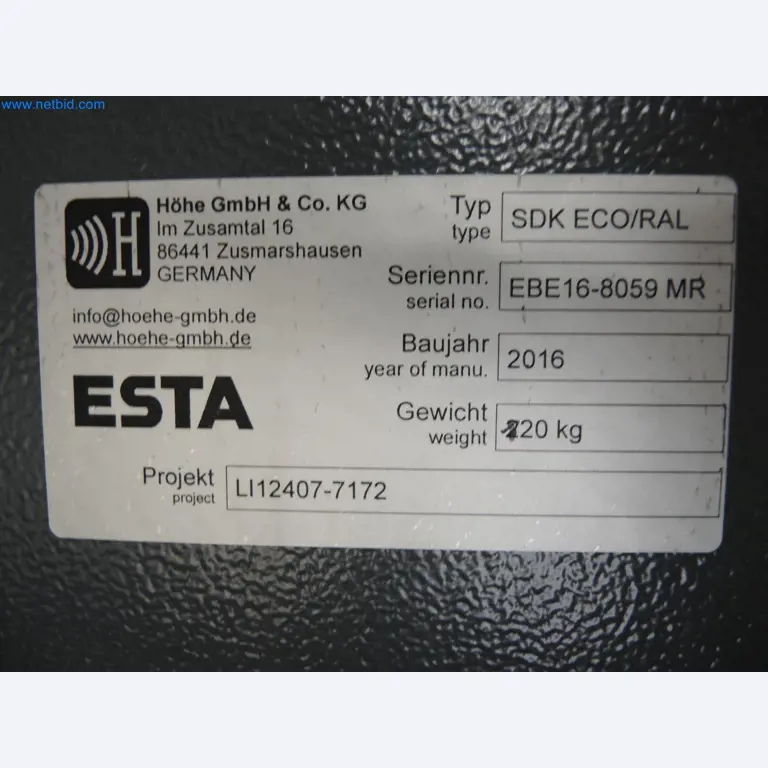 www.netbid.com
H
Höhe GmbH & Co. KG
Im Zusamtal 16
86441 Zusmarshausen
GERMANY
info@hoehe-gmbh.de
www.hoehe-gmbh.de
ESTA
Typ
type
SDK ECO/RAL
Seriennr.
serial no.
EBE16-8059 MR
Baujahr
year of manu.
2016
Gewicht
weight
kg
Projekt
project
LI12407-7172